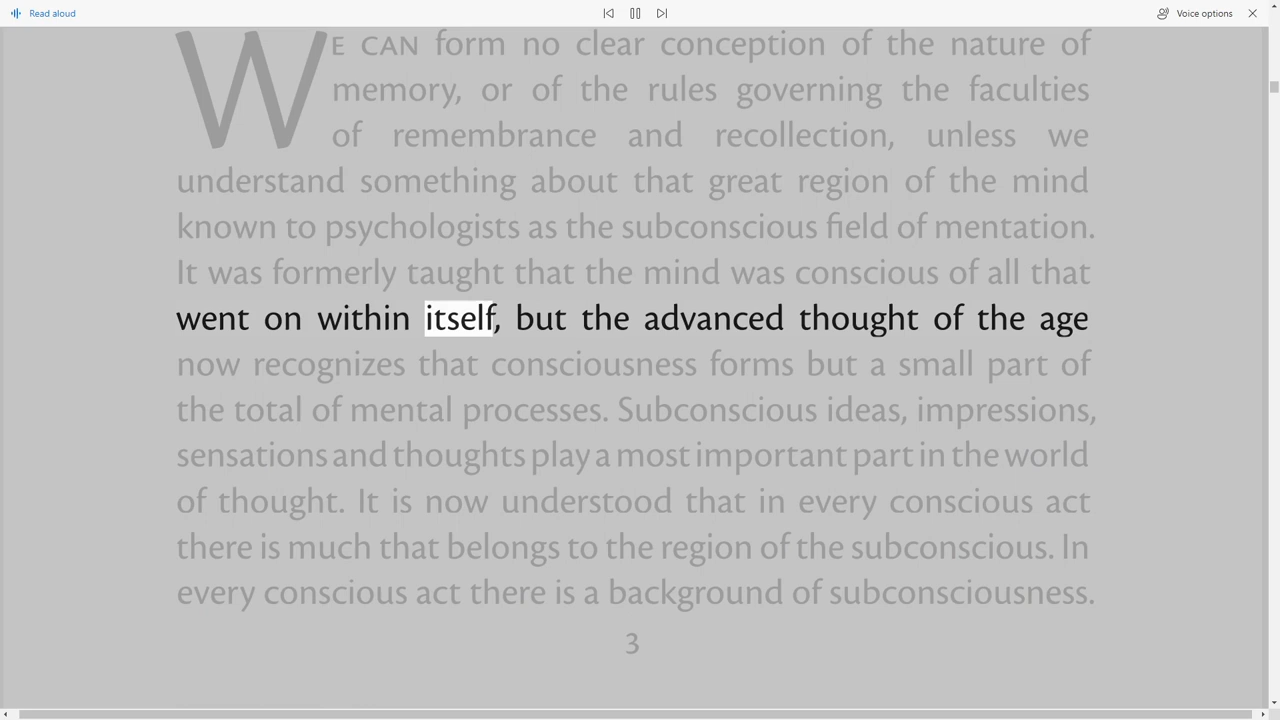 Read aloud
Voice options
WE CAN form no clear conception of the nature of
memory, or of the rules governing the faculties
of remembrance and recollection, unless we
understand something about that great region of the mind
known to psychologists as the subconscious field of mentation.
It was formerly taught that the mind was conscious of all that
went on within itself, but the advanced thought of the age
now recognizes that consciousness forms but a small part of
the total of mental processes. Subconscious ideas, impressions,
sensations and thoughts play a most important part in the world
of thought. It is now understood that in every conscious act
there is much that belongs to the region of the subconscious. In
every conscious act there is a background of subconsciousness.
3